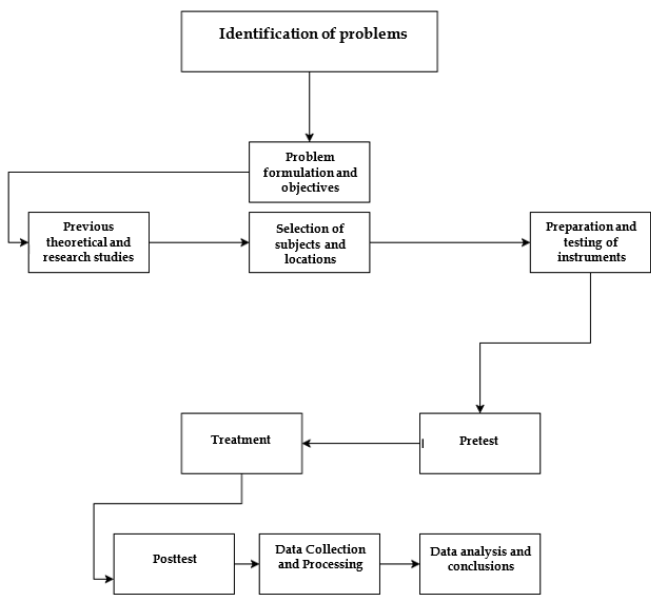 Identification of problems
Problem
formulation and
objectives
Previous
theoretical and
research studies
Selection of
subjects and
locations
Preparation and
testing of
instruments
Pretest
Treatment
Posttest
Data Collection
and Processing
Data analysis and
conclusions